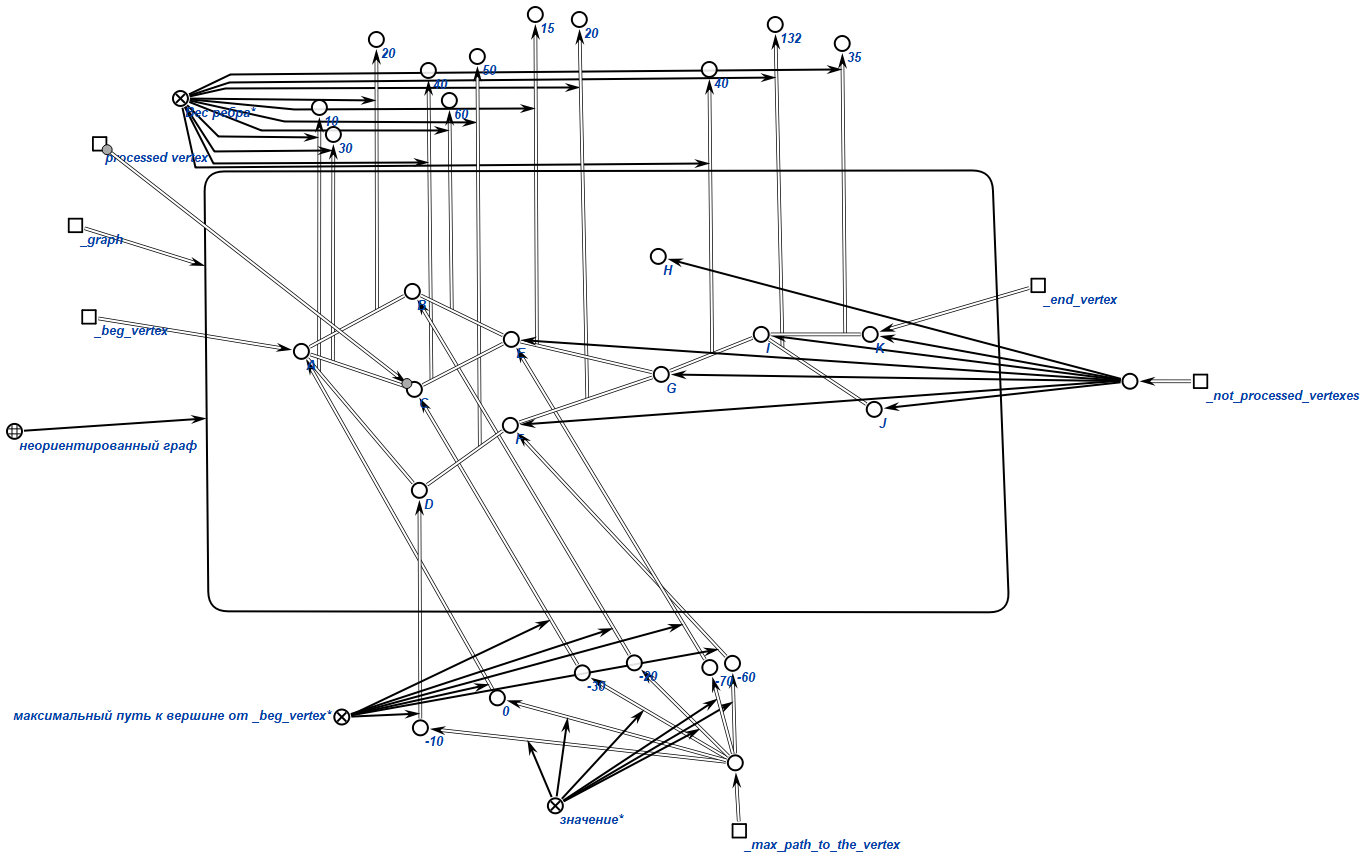 15
20
132
20
35
50
40
40
Вес ребра*
10
60
30
processed vertex
_graph
H
_end_vertex
B
_beg_vertex
E
I
K
A
G
C
_not_processed_vertexes
J
F
неориентированный граф
D
-30
-20
-70
-60
0
максимальный путь к вершине от _beg_vertex*
-10
значение*
_max_path_to_the_vertex